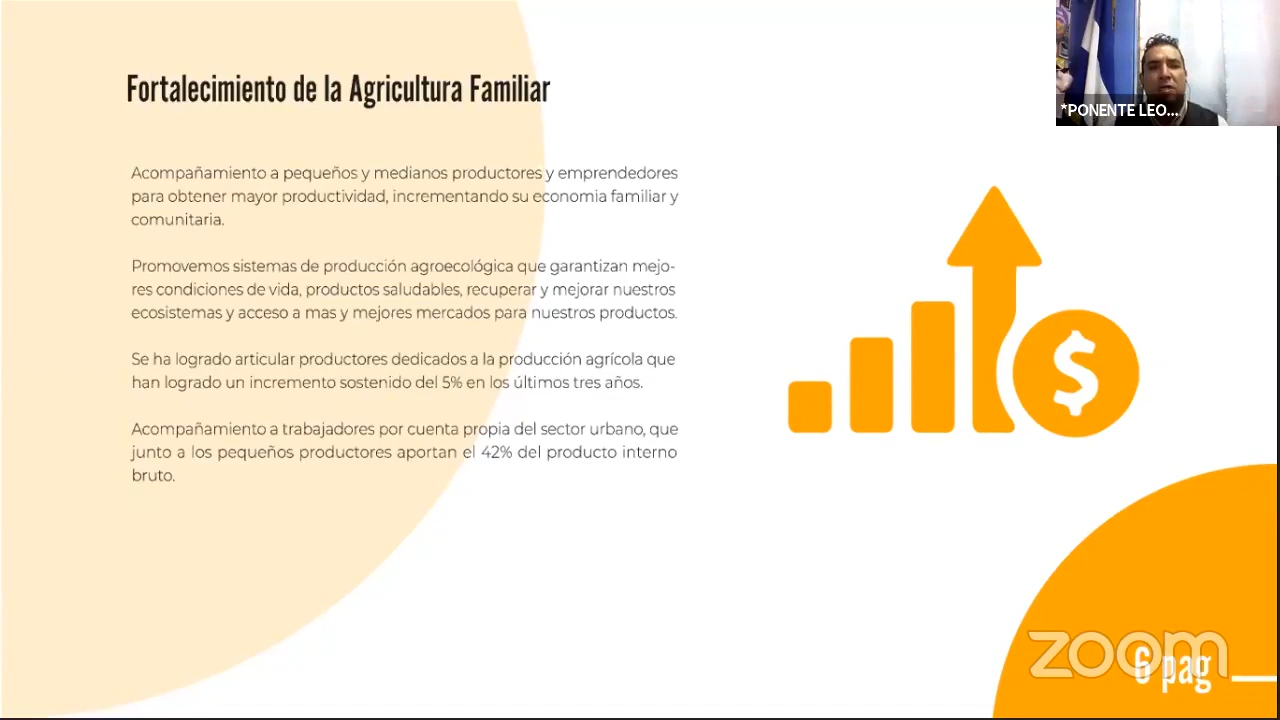 Fortalecimiento de la Agricultura Familiar
*PONENTE LEO...
Acompañamiento a pequeños y medianos productores y emprendedores
para obtener mayor productividad, incrementando su economia familiar y
comunitaria.
Promovemos sistemas de producción agroecológica que garantizan mejo-
res condiciones de vida, productos saludables, recuperar y mejorar nuestros
ecosistemas y acceso a mas y mejores mercados para nuestros productos.
Se ha logrado articular productores dedicados a la producción agrícola que
han logrado un incremento sostenido del 5% en los últimos tres años.
Acompañamiento a trabajadores por cuenta propia del sector urbano, que
junto a los pequeños productores aportan el 42% del producto interno
bruto.
$
zoom
6 pag